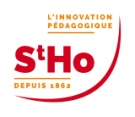 L'INNOVATION
PÉDAGOGIQUE
StHo
DEPUIS 1862